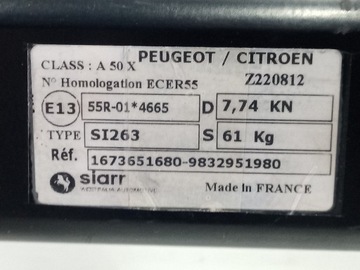 PEUGEOT / CITROEN
CLASS : A 50 X
N° Homologation ECER55 Z220812
E13 55R-01*4665 D 7,74 KN
TYPE SI263 S 61 Kg
Réf. 1673651680-9832951980
siarr Made in FRANCE